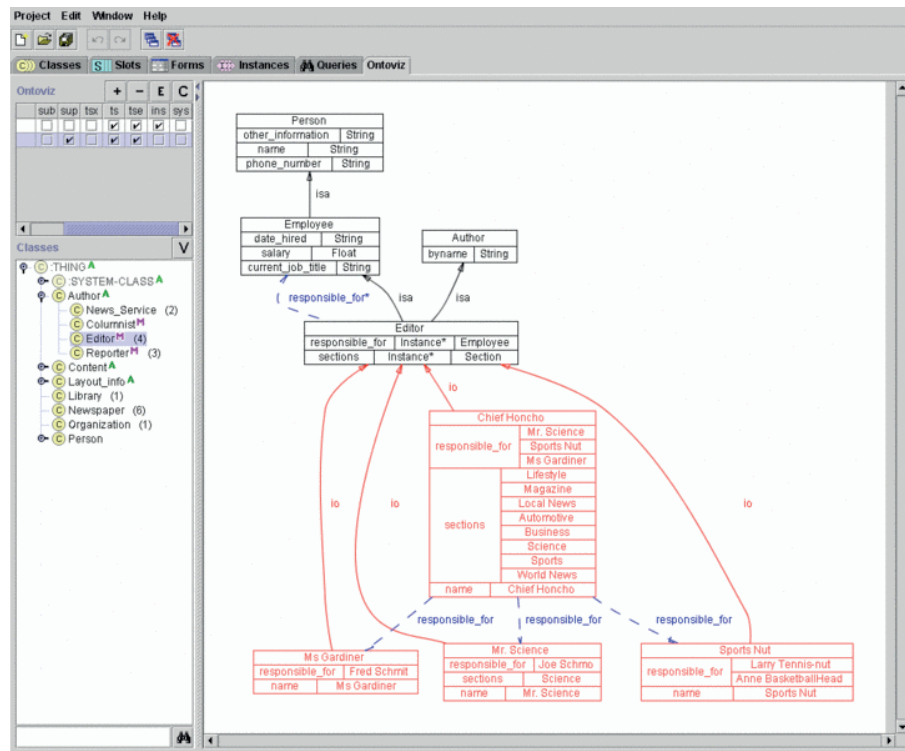 Project Edit Window Help
Classes Slots Forms Instances Queries Ontoviz
Ontoviz + − E C
sub sup tsx ts tse ins sys
Classes V
:THING A
:SYSTEM-CLASS A
Author A
News_Service (2)
Columnist M
Editor M (4)
Reporter M (3)
Content A
Layout_info A
Library (1)
Newspaper (6)
Organization (1)
Person
Person
other_information String
name String
phone_number String
isa
Employee
date_hired String
salary Float
current_job_title String
Author
byname String
responsible_for*
isa
isa
Editor
responsible_for Instance* Employee
sections Instance* Section
io
Chief Honcho
responsible_for
Mr. Science
Sports Nut
Ms Gardiner
sections
Lifestyle
Magazine
Local News
Automotive
Business
Science
Sports
World News
name Chief Honcho
io
io
io
responsible_for
responsible_for
responsible_for
Ms Gardiner
responsible_for Fred Schmit
name Ms Gardiner
Mr. Science
responsible_for Joe Schmo
sections Science
name Mr. Science
Sports Nut
responsible_for
Larry Tennis-nut
Anne BasketballHead
name Sports Nut